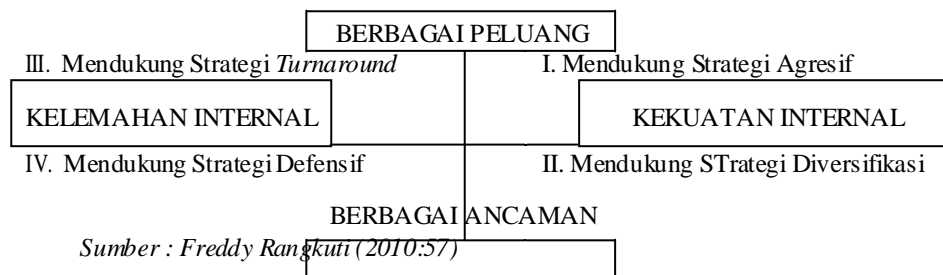 BERBAGAI PELUANG
III. Mendukung Strategi Turnaround
I. Mendukung Strategi Agresif
KELEMAHAN INTERNAL
KEKUATAN INTERNAL
IV. Mendukung Strategi Defensif
II. Mendukung STrategi Diversifikasi
BERBAGAI ANCAMAN
Sumber : Freddy Rangkuti (2010:57)